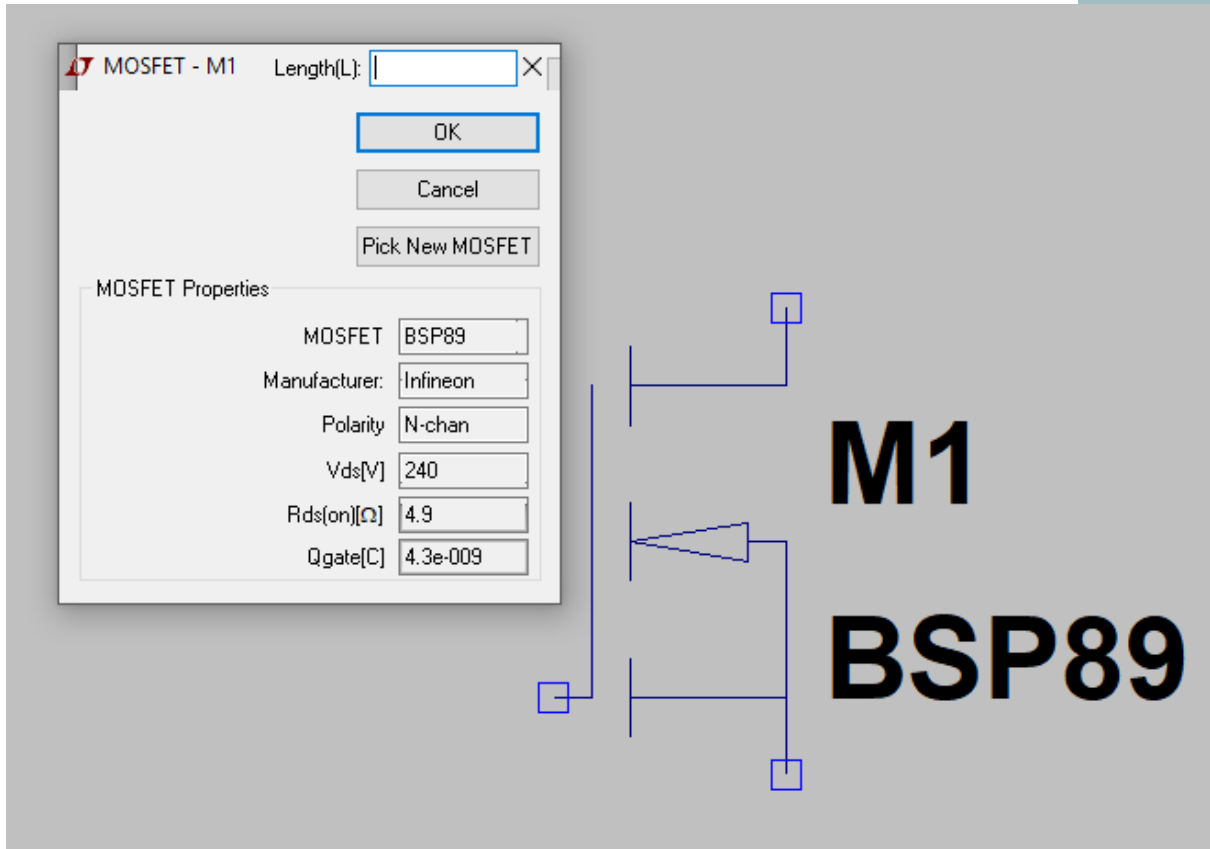 MOSFET - M1 Length(L):
OK
Cancel
Pick New MOSFET
MOSFET Properties
MOSFET BSP89
Manufacturer: Infineon
Polarity N-chan
Vds[V] 240
Rds(on)[Ω] 4.9
Qgate[C] 4.3e-009
M1
BSP89